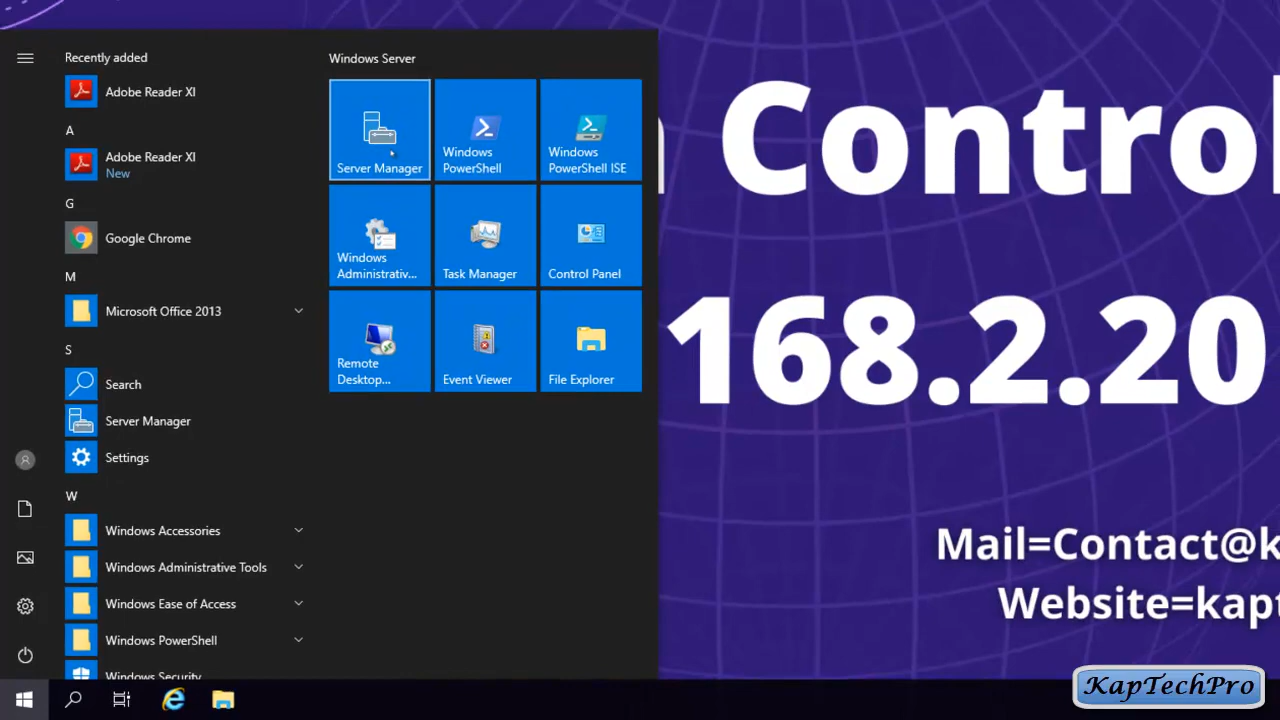 Recently added
Adobe Reader XI
A
Adobe Reader XI
New
G
Google Chrome
M
Microsoft Office 2013
S
Search
Server Manager
Settings
W
Windows Accessories
Windows Administrative Tools
Windows Ease of Access
Windows PowerShell
Windows Security
Windows Server
Server Manager
Windows PowerShell
Windows PowerShell ISE
Windows Administrativ...
Task Manager
Control Panel
Remote Desktop...
Event Viewer
File Explorer
Control
168.2.20
Mail=Contact@k
Website=kapt
KapTechPro